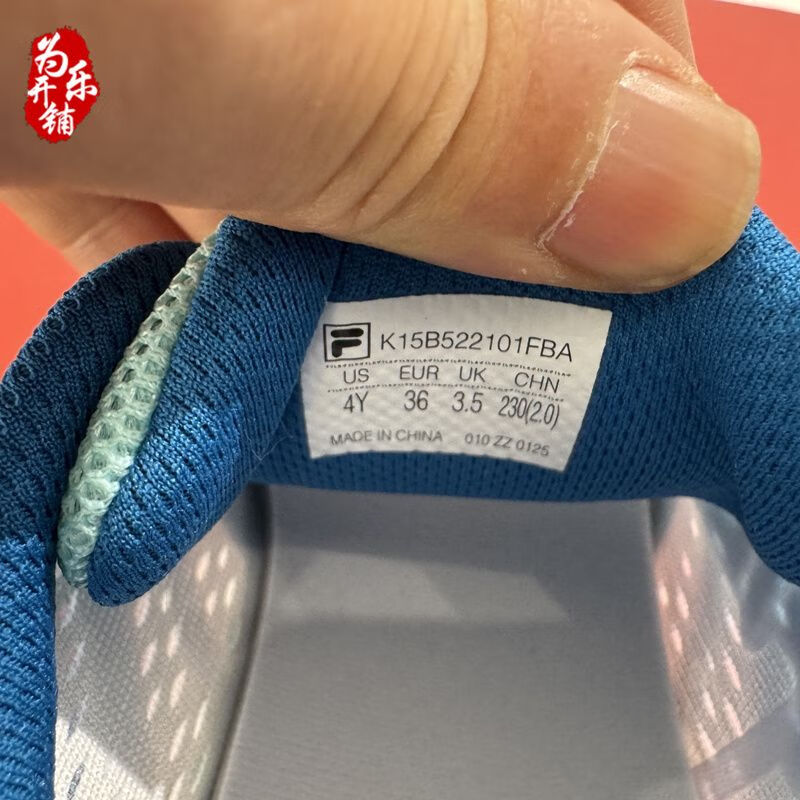 为乐
开铺
F K15B522101FBA
US EUR UK CHN
4Y 36 3.5 230(2.0)
MADE IN CHINA 010 ZZ 0125